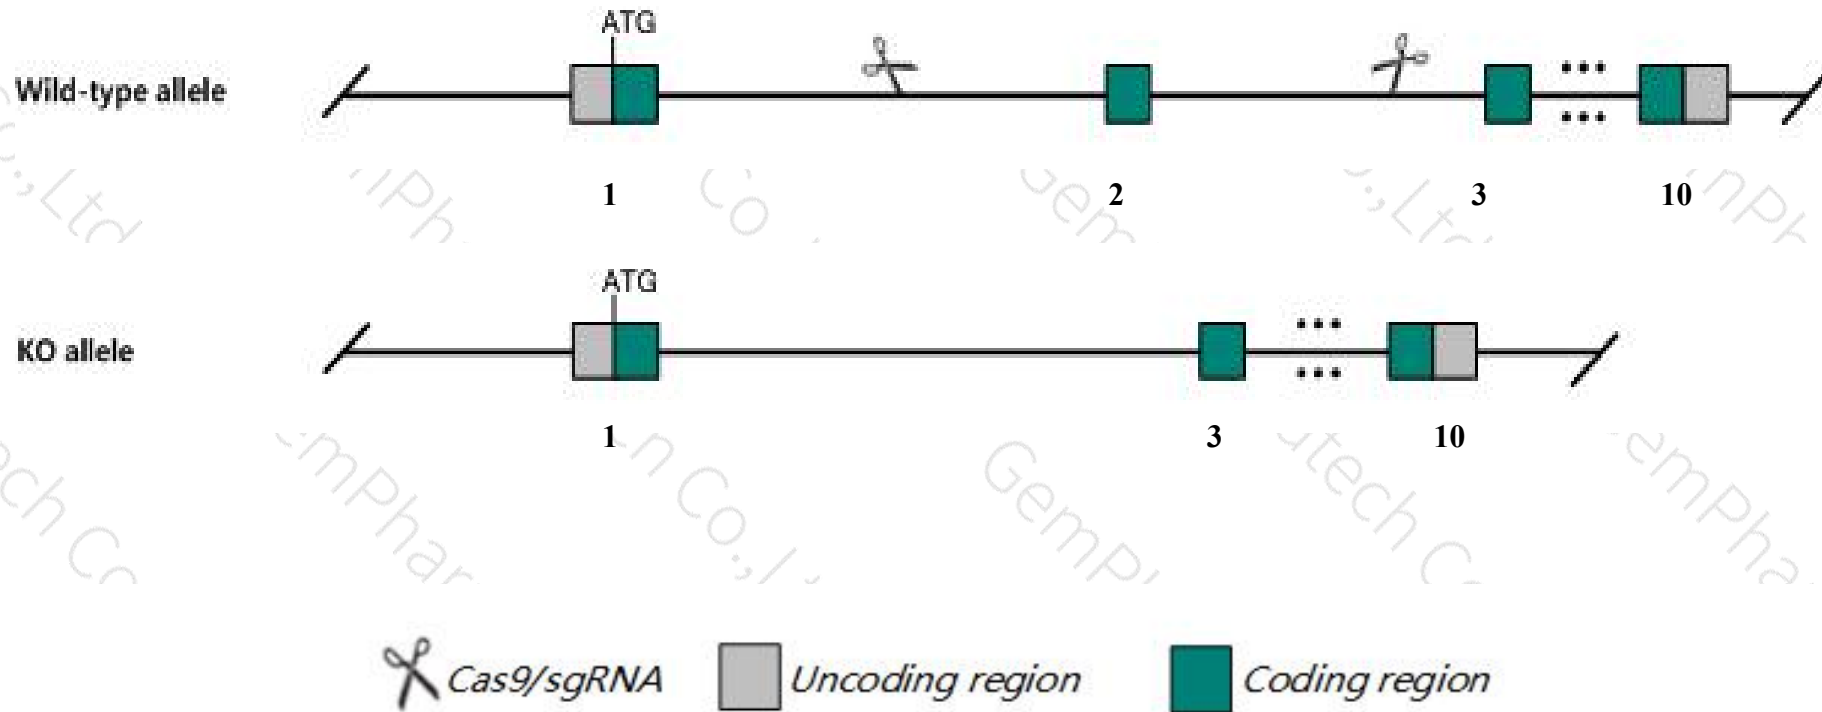 ATG
Wild-type allele
1 2 3 10
ATG
KO allele
1 3 10
Cas9/sgRNA Uncoding region Coding region